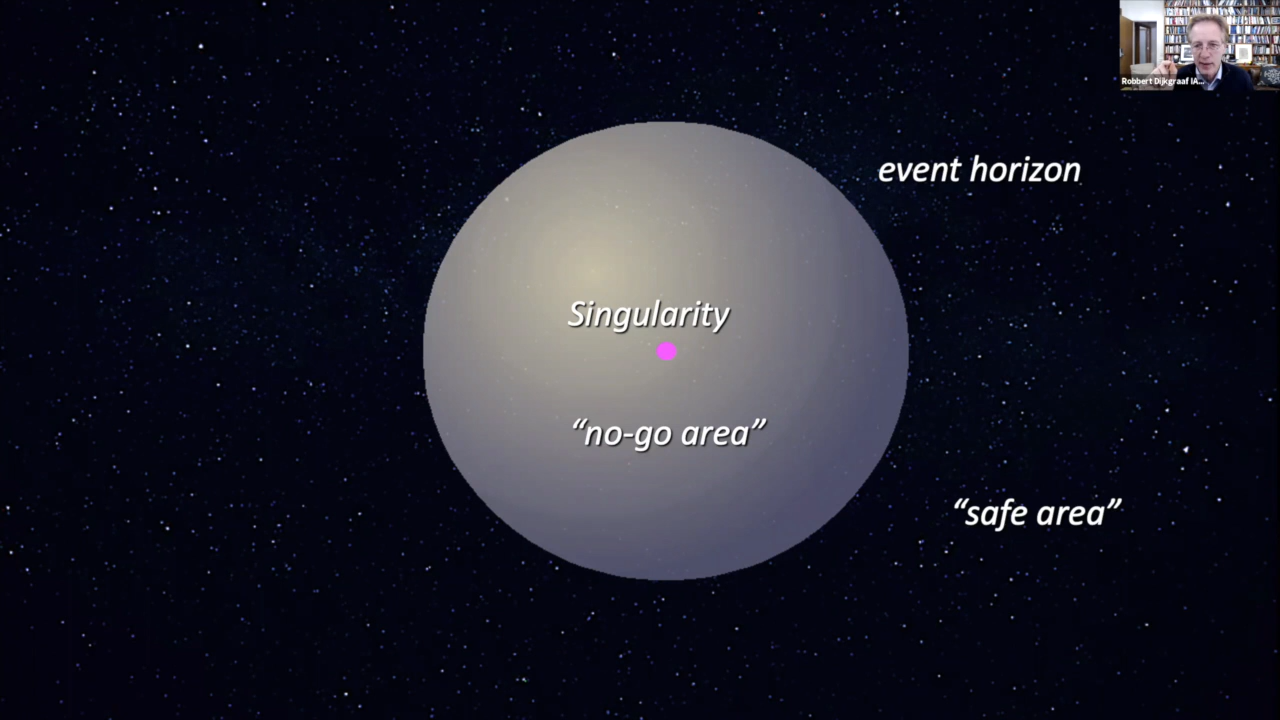 Robbert Dijkgraaf IA...
event horizon
Singularity
“no-go area”
“safe area”